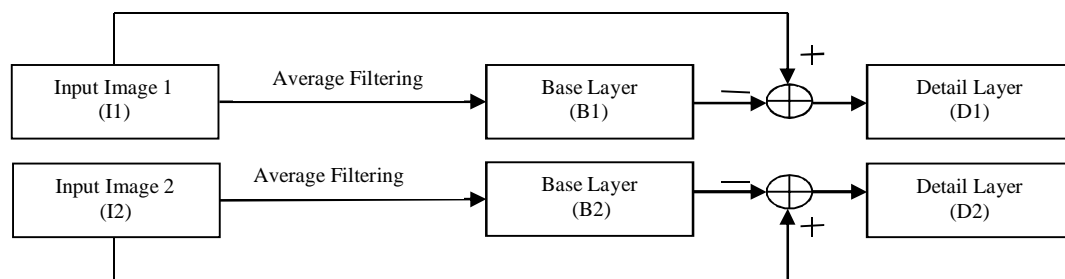 Input Image 1
(I1)
Average Filtering
Base Layer
(B1)
—
+
Detail Layer
(D1)
Input Image 2
(I2)
Average Filtering
Base Layer
(B2)
—
+
Detail Layer
(D2)